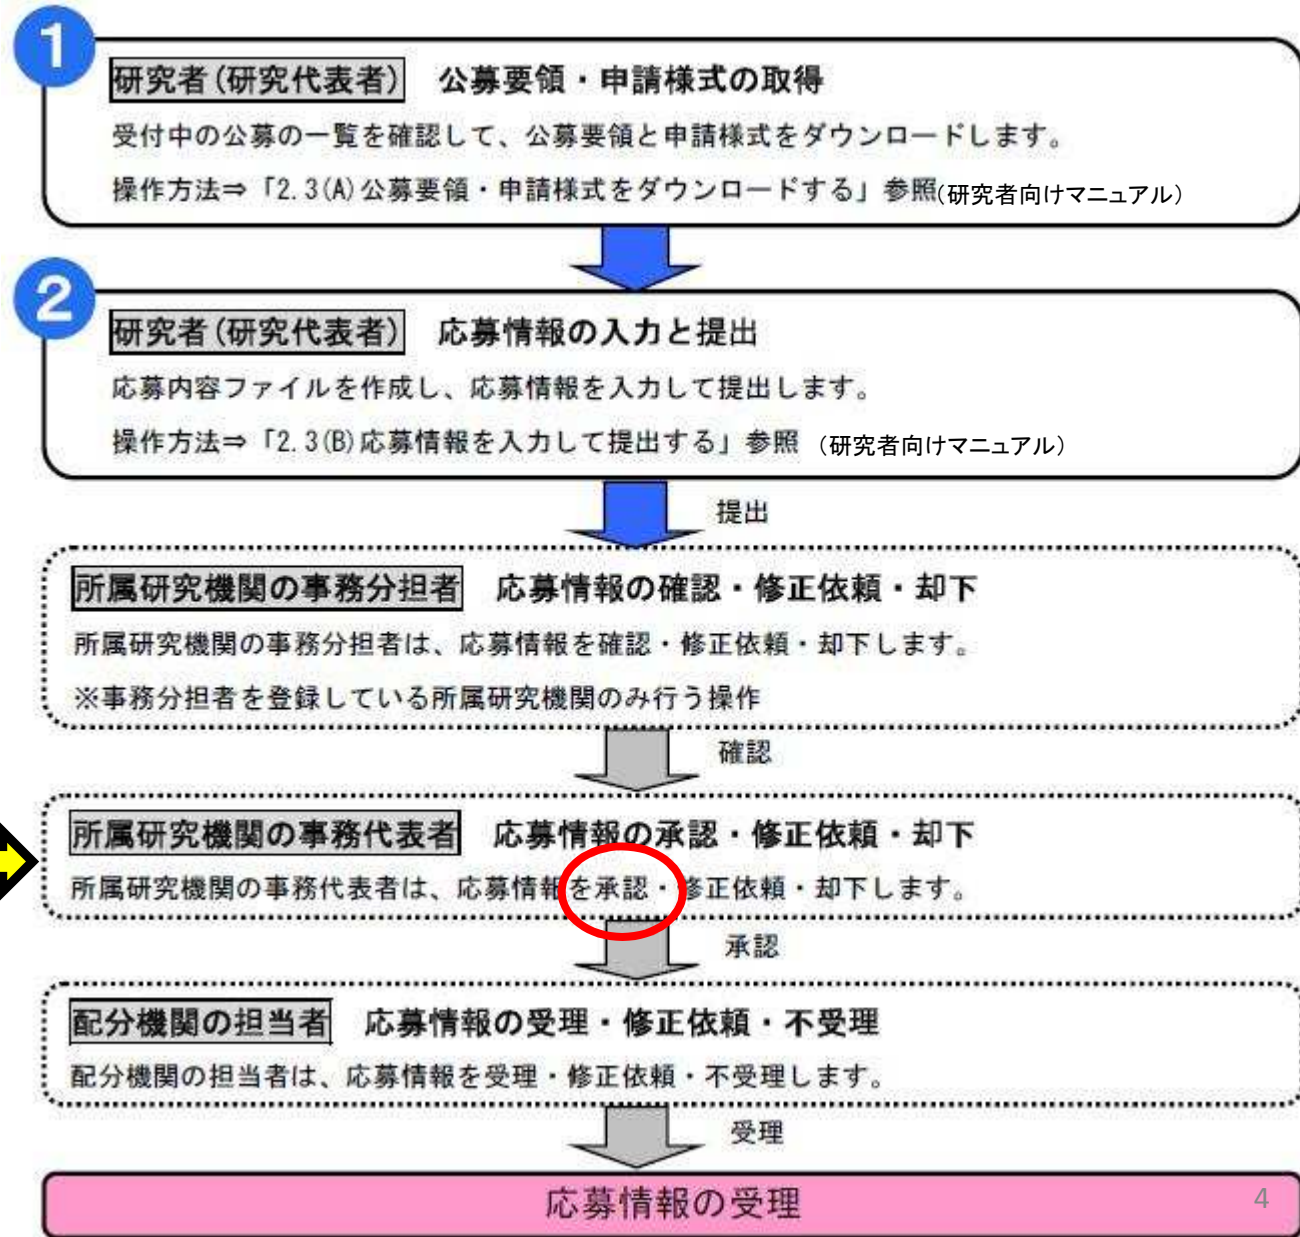 1
研究者(研究代表者) 公募要領・申請様式の取得
受付中の公募の一覧を確認して、公募要領と申請様式をダウンロードします。
操作方法⇒「2.3(A)公募要領・申請様式をダウンロードする」参照(研究者向けマニュアル)
2
研究者(研究代表者) 応募情報の入力と提出
応募内容ファイルを作成し、応募情報を入力して提出します。
操作方法⇒「2.3(B)応募情報を入力して提出する」参照 (研究者向けマニュアル)
提出
所属研究機関の事務分担者 応募情報の確認・修正依頼・却下
所属研究機関の事務分担者は、応募情報を確認・修正依頼・却下します。
※事務分担者を登録している所属研究機関のみ行う操作
確認
所属研究機関の事務代表者 応募情報の承認・修正依頼・却下
所属研究機関の事務代表者は、応募情報を承認・修正依頼・却下します。
承認
配分機関の担当者 応募情報の受理・修正依頼・不受理
配分機関の担当者は、応募情報を受理・修正依頼・不受理します。
受理
応募情報の受理
4